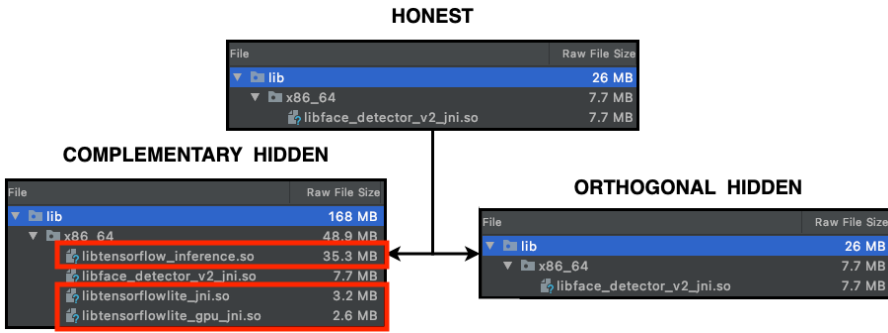 HONEST
File Raw File Size
lib 26 MB
x86_64 7.7 MB
libface_detector_v2_jni.so 7.7 MB
COMPLEMENTARY HIDDEN
File Raw File Size
lib 168 MB
x86_64 48.9 MB
libtensorflow_inference.so 35.3 MB
libface_detector_v2_jni.so 7.7 MB
libtensorflowlite_jni.so 3.2 MB
libtensorflowlite_gpu_jni.so 2.6 MB
ORTHOGONAL HIDDEN
File Raw File Size
lib 26 MB
x86_64 7.7 MB
libface_detector_v2_jni.so 7.7 MB